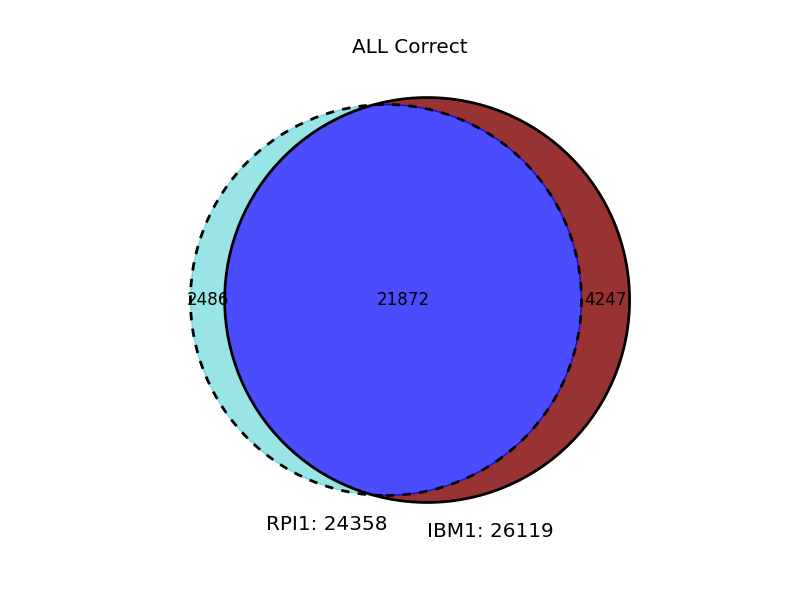 ALL Correct
2486 21872 4247
RPI1: 24358
IBM1: 26119